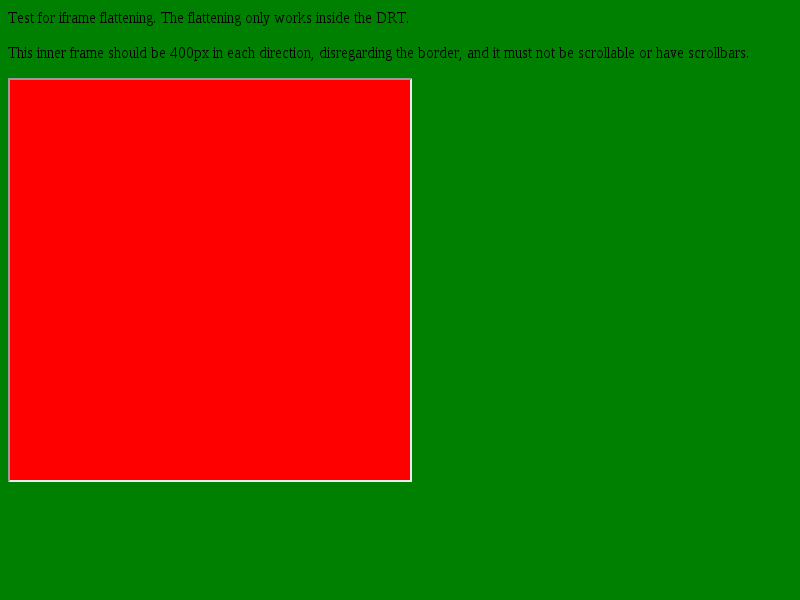 Test for iframe flattening. The flattening only works inside the DRT.
This inner frame should be 400px in each direction, disregarding the border, and it must not be scrollable or have scrollbars.